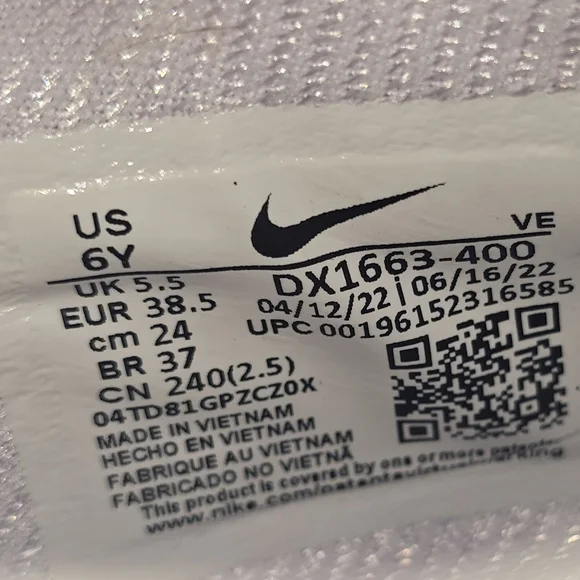 US
6Y
VE
UK 5.5
EUR 38.5
cm 24
BR 37
CN 240(2.5)
DX1663-400
04/12/22 | 06/16/22
UPC 00196152316585
04TD81GPZCZ0X
MADE IN VIETNAM
HECHO EN VIETNAM
FABRIQUE AU VIETNAM
FABRICADO NO VIETNÃ
This product is covered by one or more patents
www.nike.com/patents